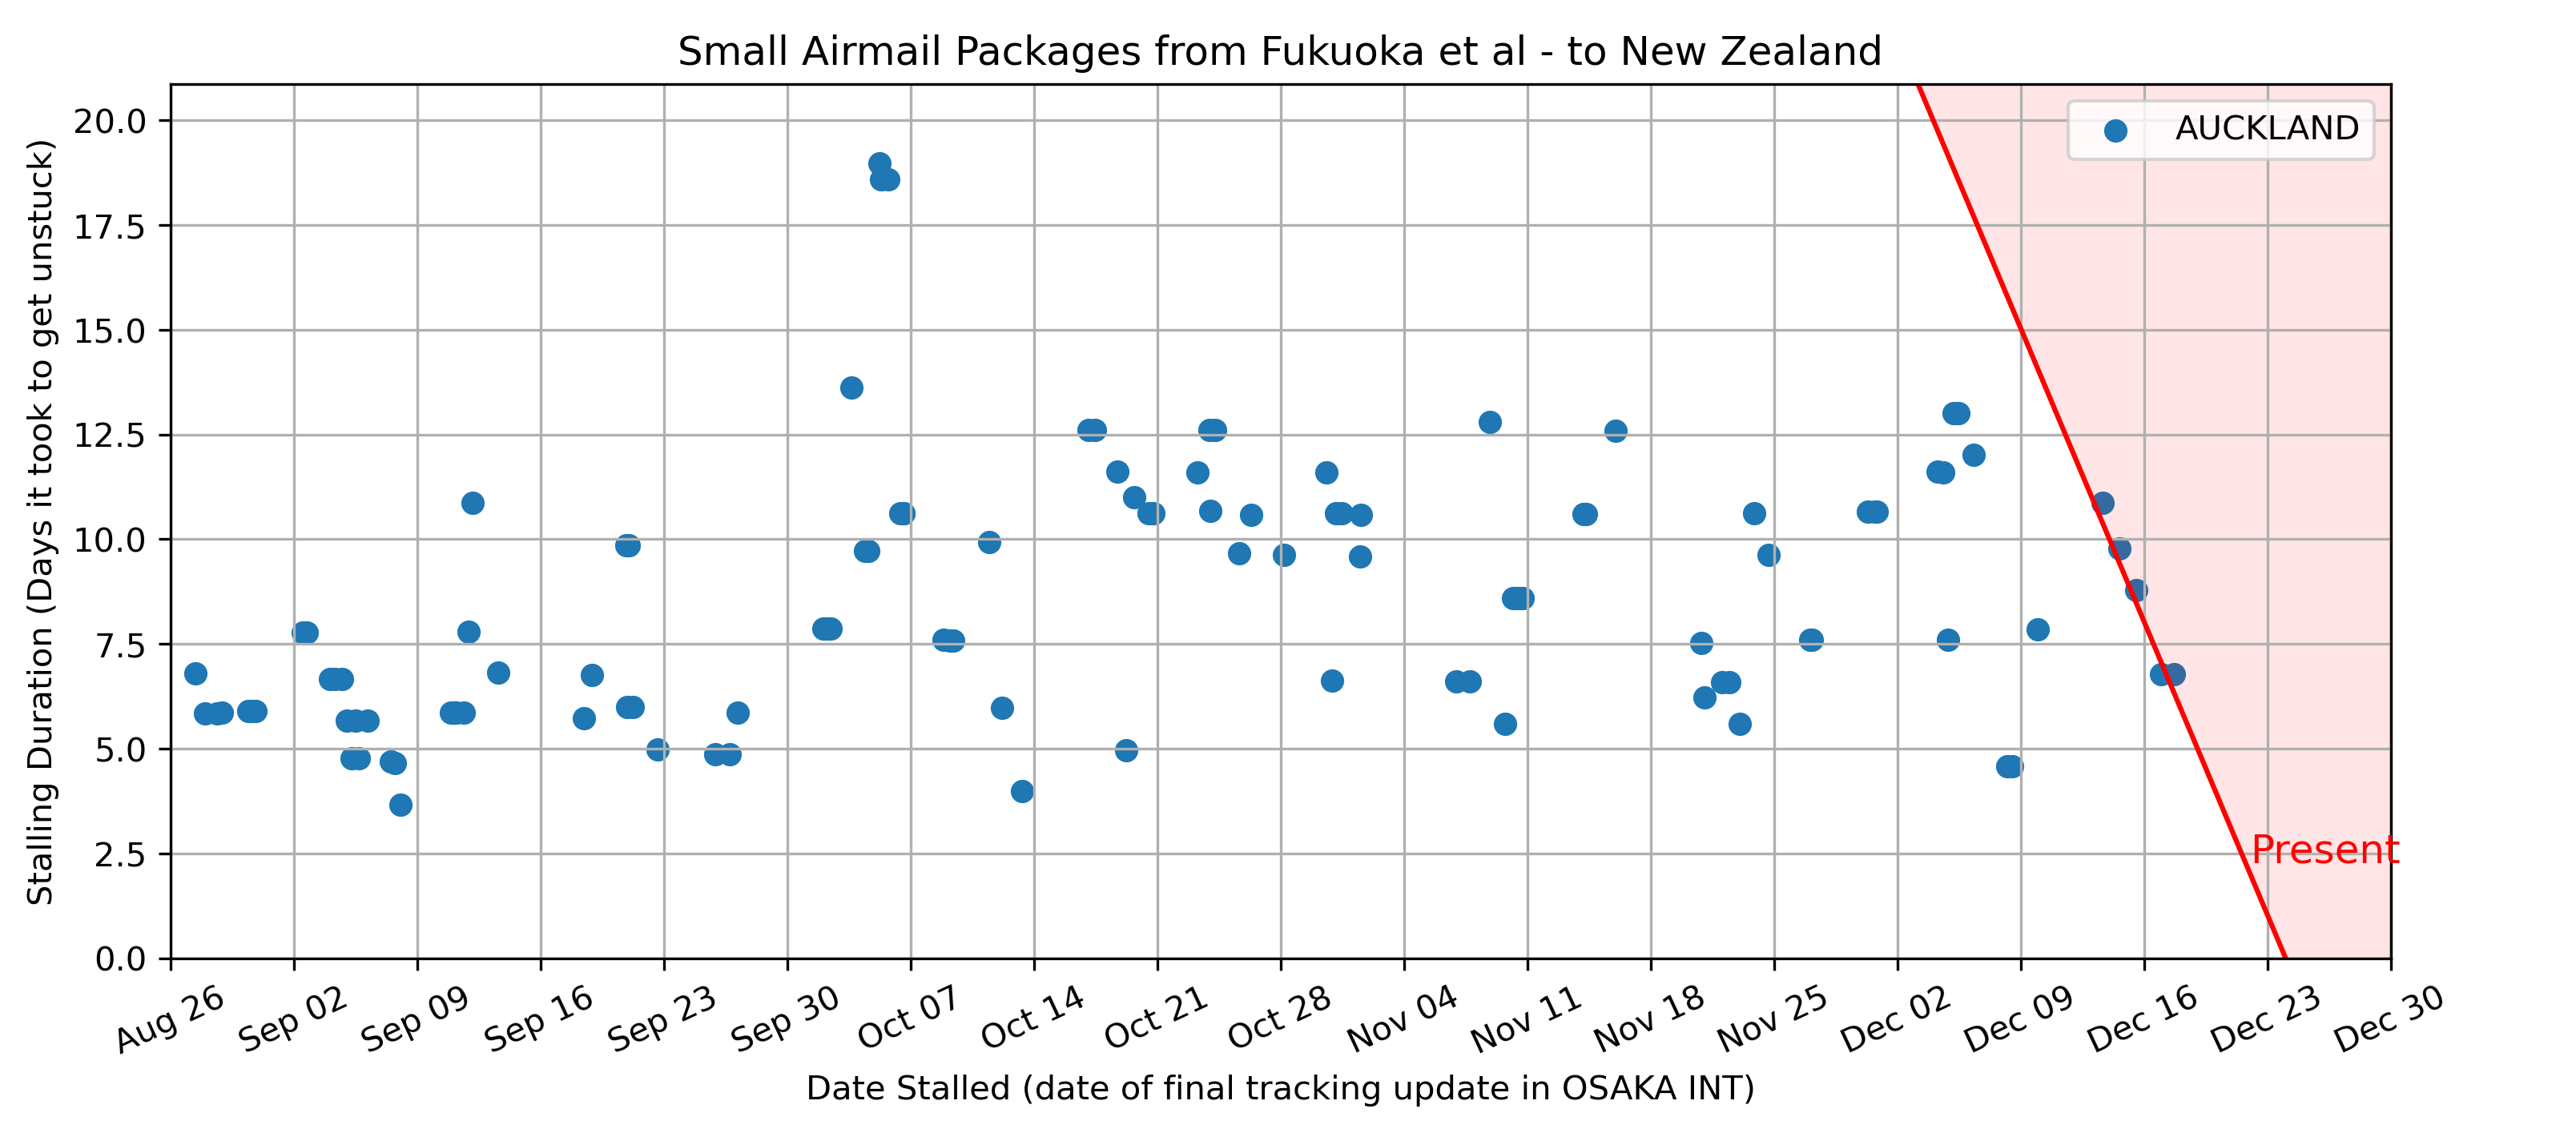 Small Airmail Packages from Fukuoka et al - to New Zealand
AUCKLAND
Stalling Duration (Days it took to get unstuck)
20.0
17.5
15.0
12.5
10.0
7.5
5.0
2.5
0.0
Present
Aug 26
Sep 02
Sep 09
Sep 16
Sep 23
Sep 30
Oct 07
Oct 14
Oct 21
Oct 28
Nov 04
Nov 11
Nov 18
Nov 25
Dec 02
Dec 09
Dec 16
Dec 23
Dec 30
Date Stalled (date of final tracking update in OSAKA INT)